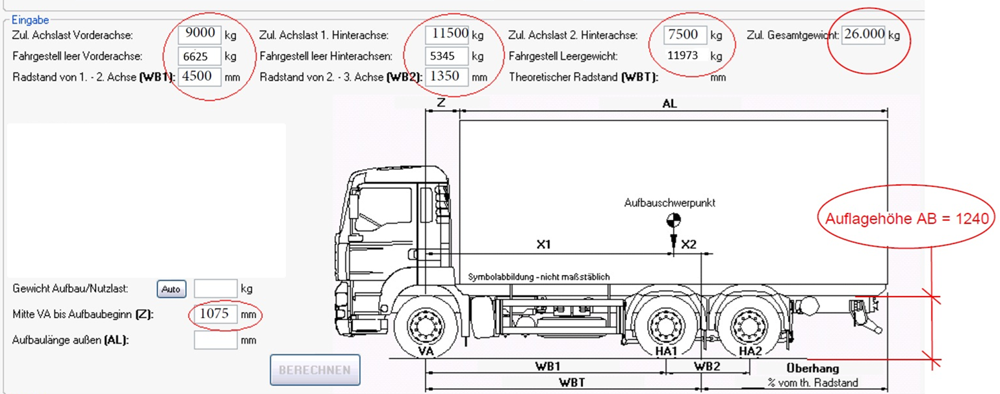 Eingabe
Zul. Achslast Vorderachse: 9000 kg Zul. Achslast 1. Hinterachse: 11500 kg Zul. Achslast 2. Hinterachse: 7500 kg Zul. Gesamtgewicht: 26.000 kg
Fahrgestell leer Vorderachse: 6625 kg Fahrgestell leer Hinterachsen: 5345 kg Fahrgestell Leergewicht: 11973 kg
Radstand von 1. - 2. Achse (WB1): 4500 mm Radstand von 2. - 3. Achse (WB2): 1350 mm Theoretischer Radstand (WBT): mm
Z AL
Aufbauschwerpunkt
Auflagehöhe AB = 1240
X1 X2
Symbolabbildung - nicht maßstäblich
Gewicht Aufbau/Nutzlast: Auto kg
Mitte VA bis Aufbaubeginn (Z): 1075 mm
Aufbaulänge außen (AL): mm
VA HA1 HA2
BERECHNEN
WB1 WB2 Überhang
WBT % vom th. Radstand